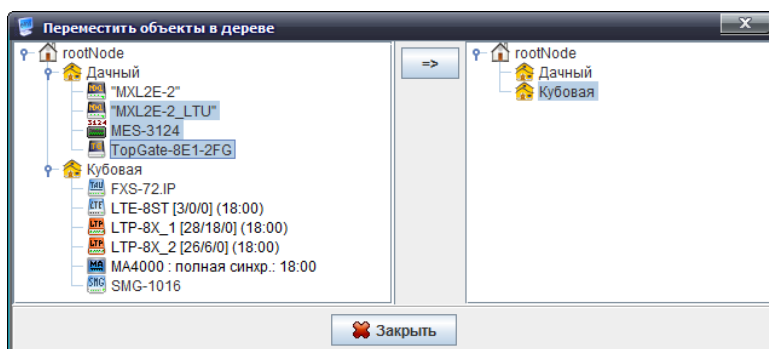 Переместить объекты в дереве
rootNode
Дачный
"MXL2E-2"
"MXL2E-2_LTU"
MES-3124
TopGate-8E1-2FG
Кубовая
FXS-72.IP
LTE-8ST [3/0/0] (18:00)
LTP-8X_1 [28/18/0] (18:00)
LTP-8X_2 [26/6/0] (18:00)
MA4000 : полная синхр.: 18:00
SMG-1016
=>
rootNode
Дачный
Кубовая
Закрыть